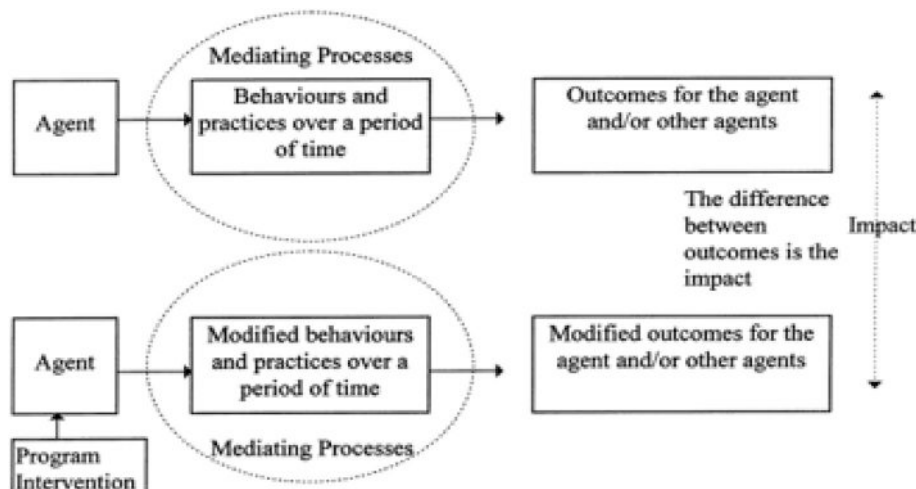 Mediating Processes
Agent
Behaviours and
practices over a period
of time
Outcomes for the agent
and/or other agents
The difference
between
outcomes is the
impact
Impact
Agent
Modified behaviours
and practices over a
period of time
Modified outcomes for the
agent and/or other agents
Mediating Processes
Program
Intervention